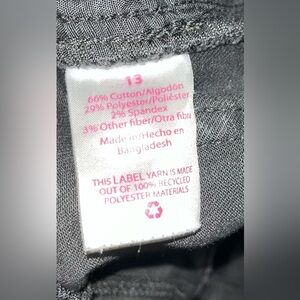 13
66% Cotton/Algodón
29% Polyester/Poliéster
2% Spandex
3% Other fiber/Otra fibra
Made in/Hecho en
Bangladesh
THIS LABEL YARN IS MADE
OUT OF 100% RECYCLED
POLYESTER MATERIALS